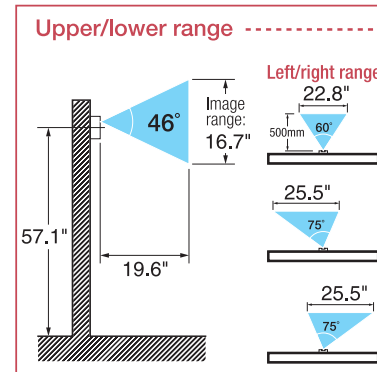 Upper/lower range
46°
Image
range:
16.7"
57.1"
19.6"
Left/right range
22.8"
500mm
60°
25.5"
75°
25.5"
75°